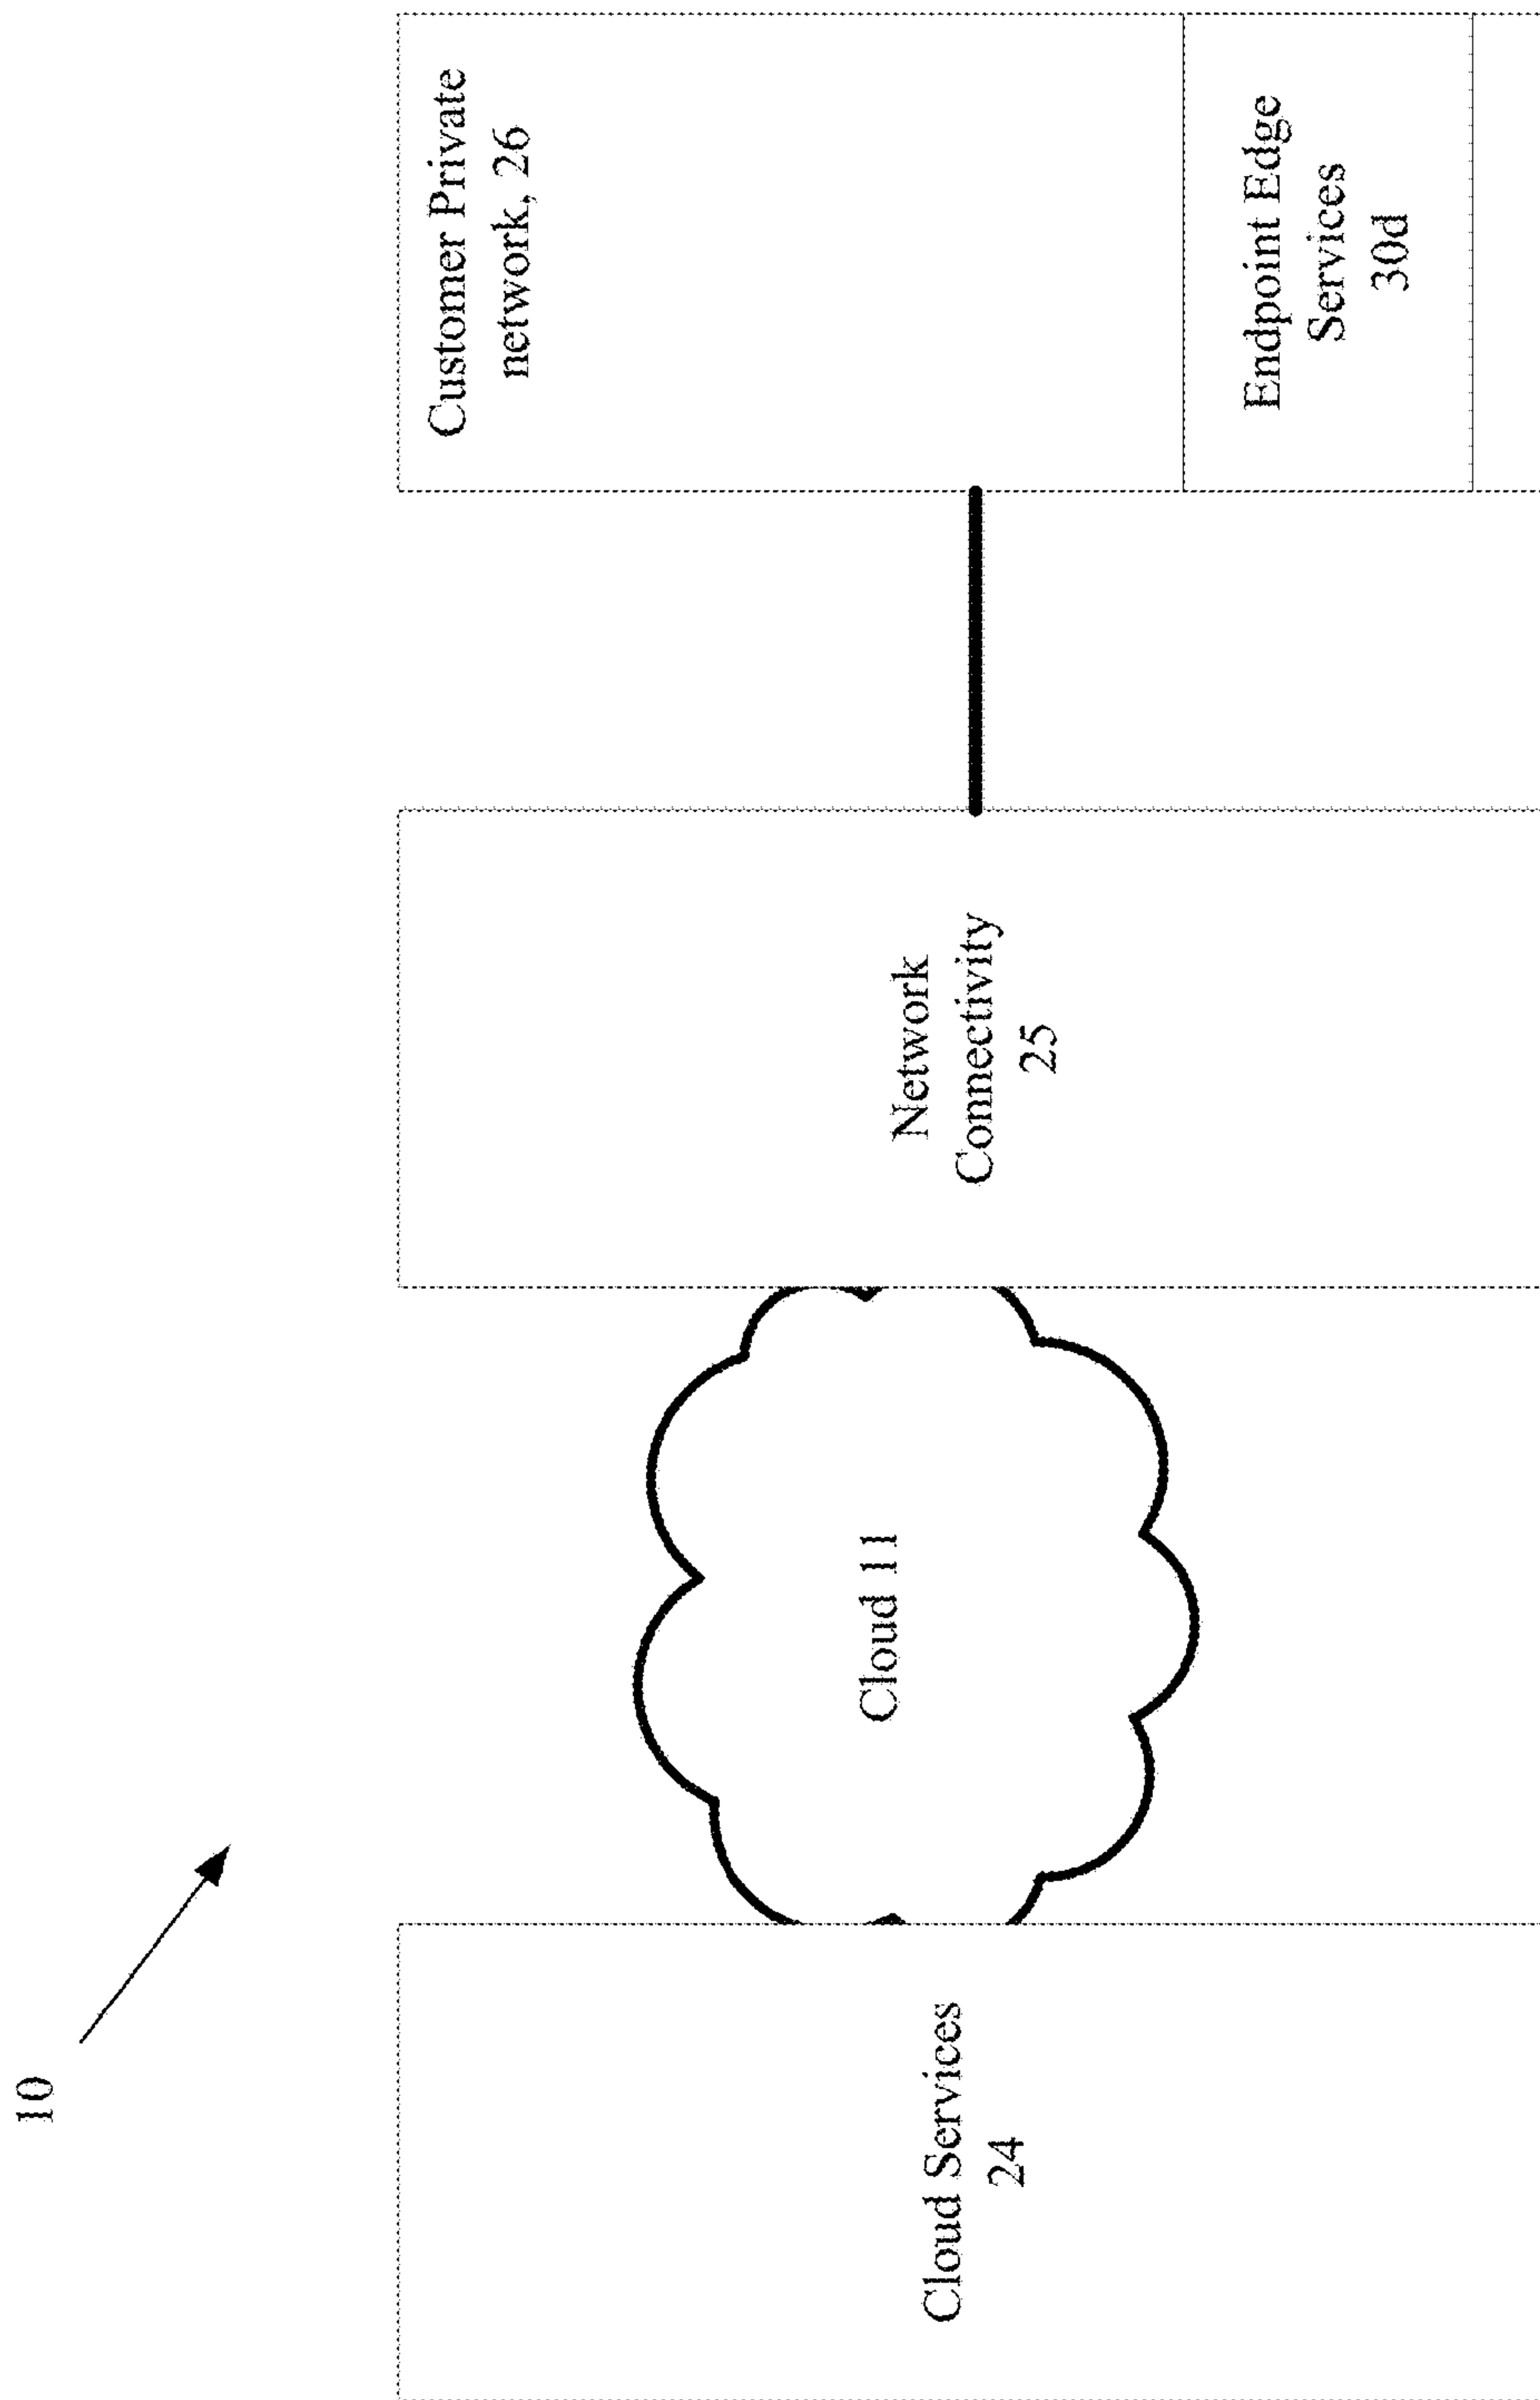 10
Cloud Services
24
Cloud 11
Network
Connectivity
25
Customer Private
network, 26
Endpoint Edge
Services
30d